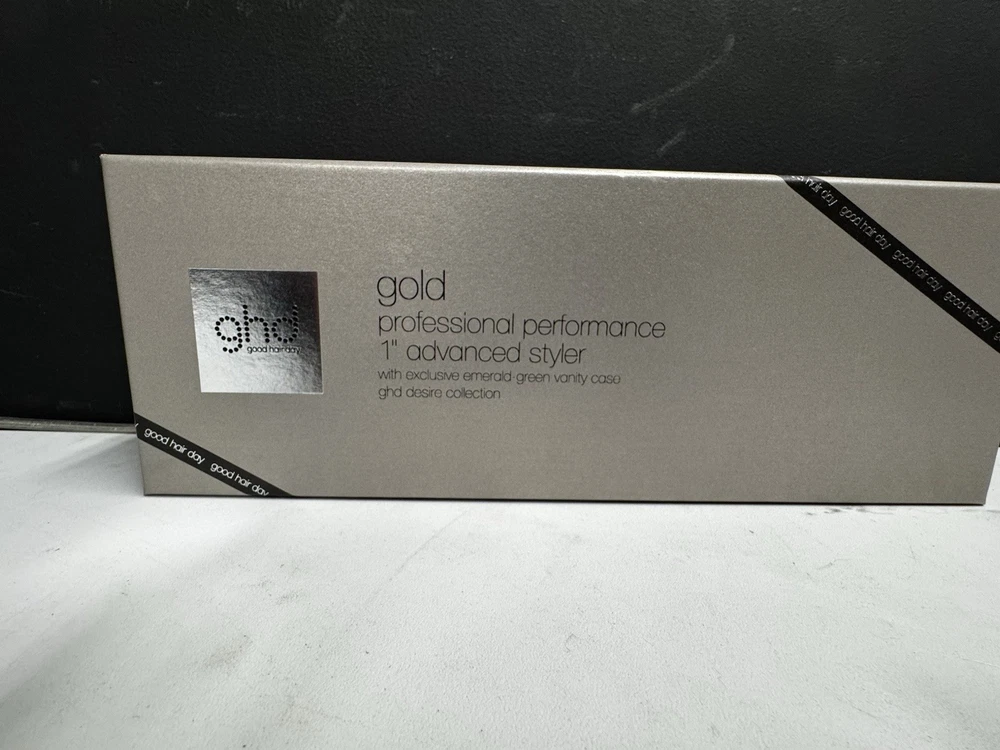 hair day good hair day good hair day good hair day
gold
ghd
good hair day
professional performance
1" advanced styler
with exclusive emerald-green vanity case
ghd desire collection
good hair day good hair day